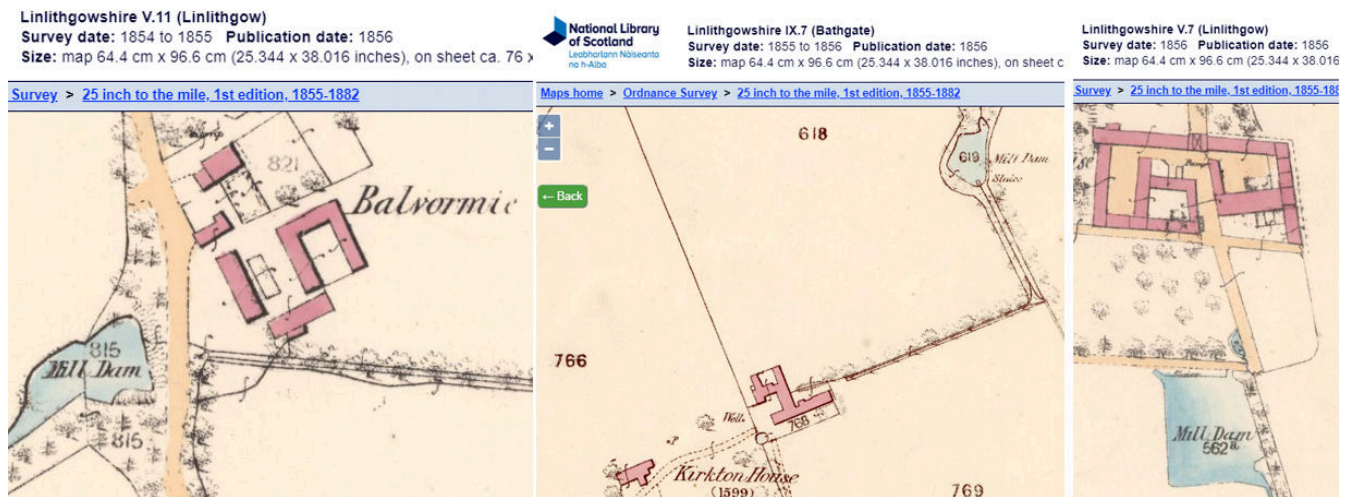 Linlithgowshire V.11 (Linlithgow)
Survey date: 1854 to 1855 Publication date: 1856
Size: map 64.4 cm x 96.6 cm (25.344 x 38.016 inches), on sheet ca. 76 x
Survey > 25 inch to the mile, 1st edition, 1855-1882
821
Balvormie
815
Mill Dam
815
National Library
of Scotland
Leabharlann Nàiseanta
na h-Alba
Linlithgowshire IX.7 (Bathgate)
Survey date: 1855 to 1856 Publication date: 1856
Size: map 64.4 cm x 96.6 cm (25.344 x 38.016 inches), on sheet c
Maps home > Ordnance Survey > 25 inch to the mile, 1st edition, 1855-1882
+
−
← Back
618
619
Mill Dam
Sluice
766
768
Wells
P
Kirkton House
(1599)
769
Linlithgowshire V.7 (Linlithgow)
Survey date: 1856 Publication date: 1856
Size: map 64.4 cm x 96.6 cm (25.344 x 38.016
Survey > 25 inch to the mile, 1st edition, 1855-188
Pump
Sluice
Mill Dam
562a